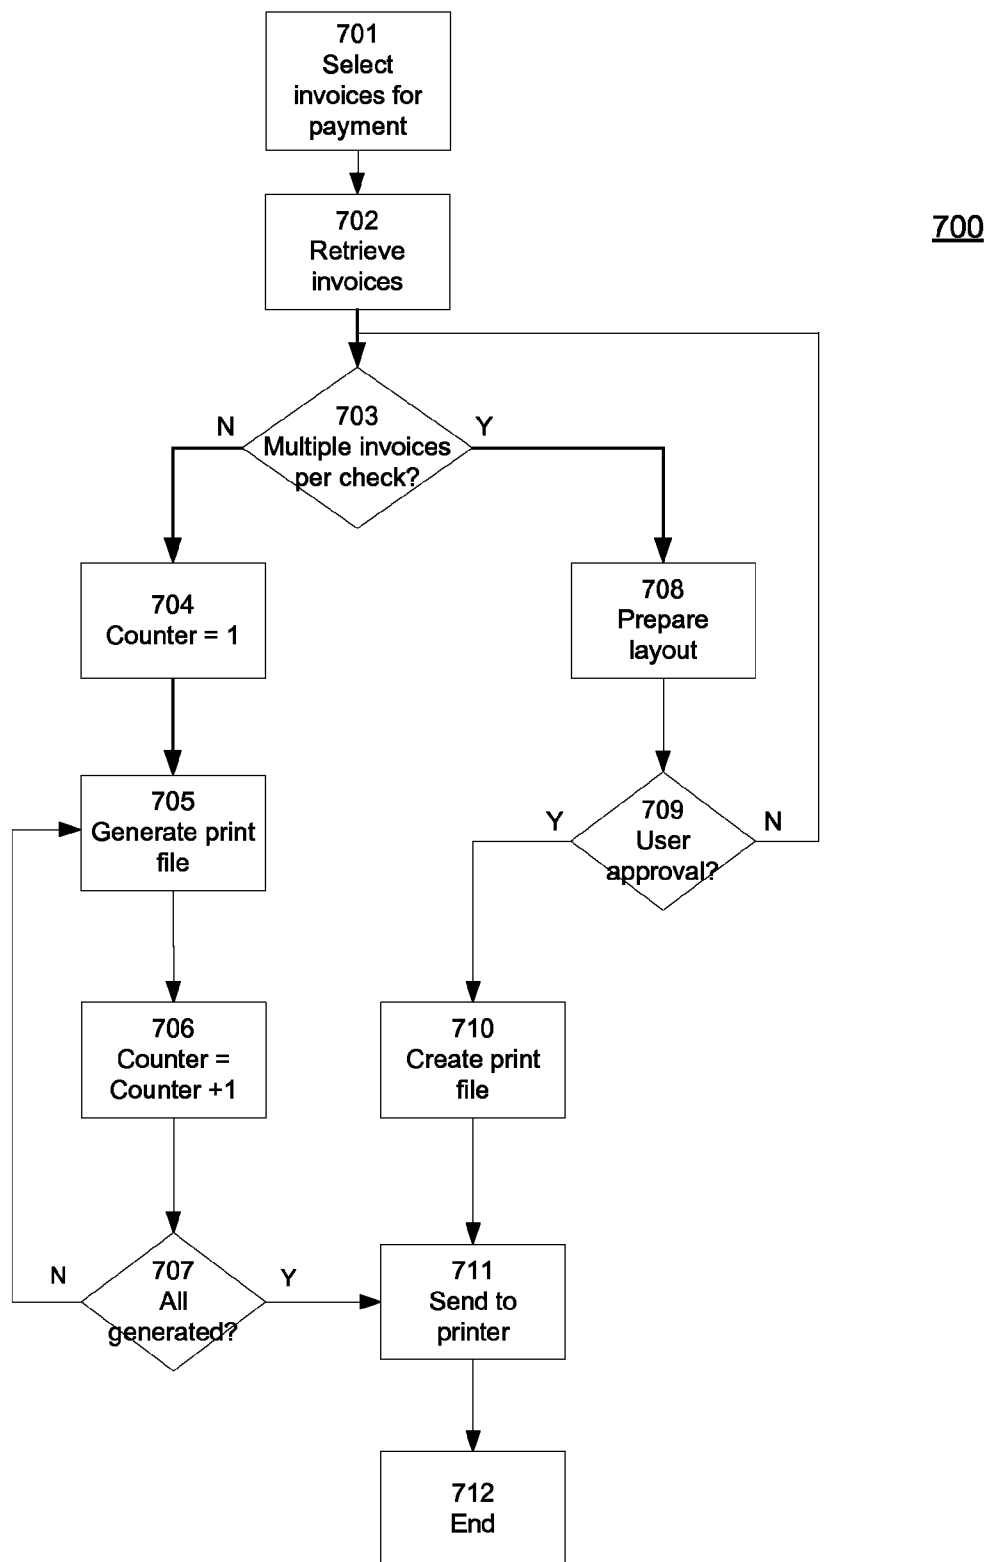 701
Select
invoices for
payment
702
Retrieve
invoices
700
N
703
Multiple invoices
per check?
Y
704
Counter = 1
708
Prepare
layout
705
Generate print
file
Y
709
User
approval?
N
706
Counter =
Counter +1
710
Create print
file
N
707
All
generated?
Y
711
Send to
printer
712
End